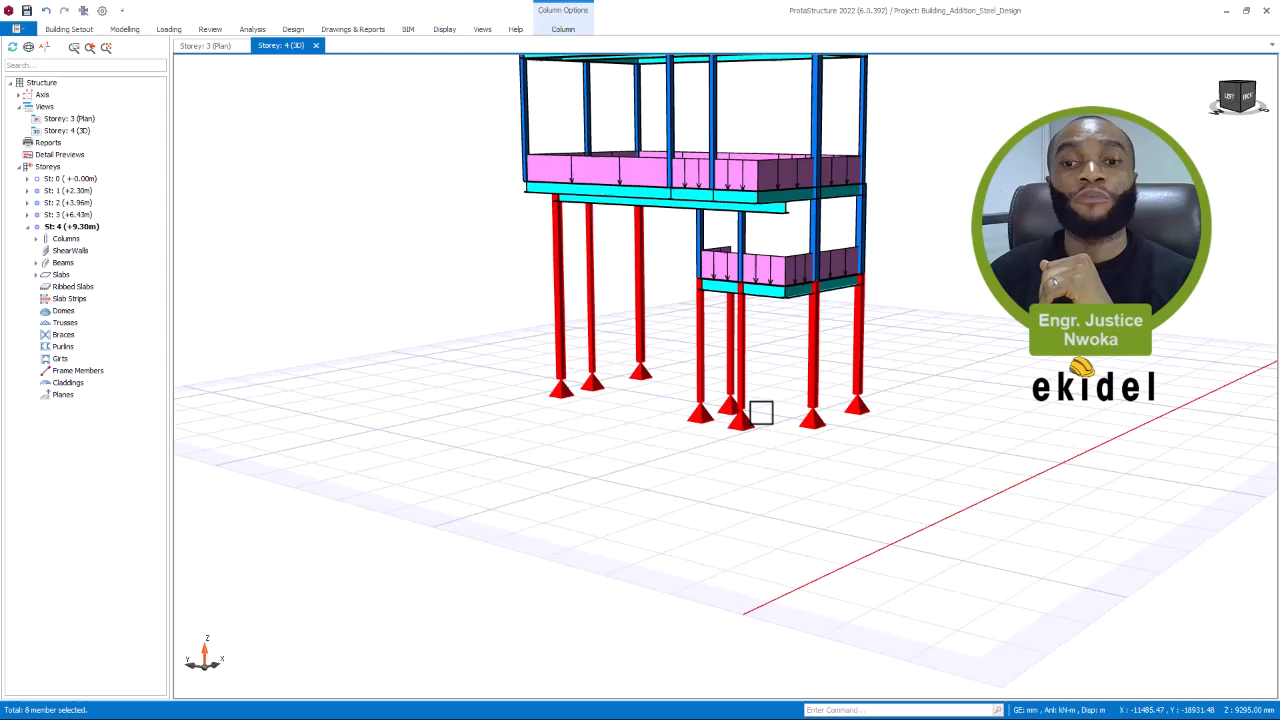 Column Options
ProtaStructure 2022 (6.0.392) / Project: Building_Addition_Steel_Design
Building Setout
Modelling
Loading
Review
Analysis
Design
Drawings & Reports
BIM
Display
Views
Help
Column
Storey: 3 (Plan)
Storey: 4 (3D)
Search...
Structure
Axis
Views
Storey: 3 (Plan)
Storey: 4 (3D)
Reports
Detail Previews
Storeys
St: 0 ( +-0.00m)
St: 1 (+2.30m)
St: 2 (+3.96m)
St: 3 (+6.43m)
St: 4 (+9.30m)
Columns
ShearWalls
Beams
Slabs
Ribbed Slabs
Slab Strips
Domes
Trusses
Braces
Purlins
Girts
Frame Members
Claddings
Planes
LEFT
FRONT
Engr. Justice
Nwoka
ekidel
Z
Y
X
Total: 8 member selected.
Enter Command...
GE: mm , Anl: kN-m , Disp: m
X : -11485.47 , Y : -18931.48
Z : 9295.00 mm